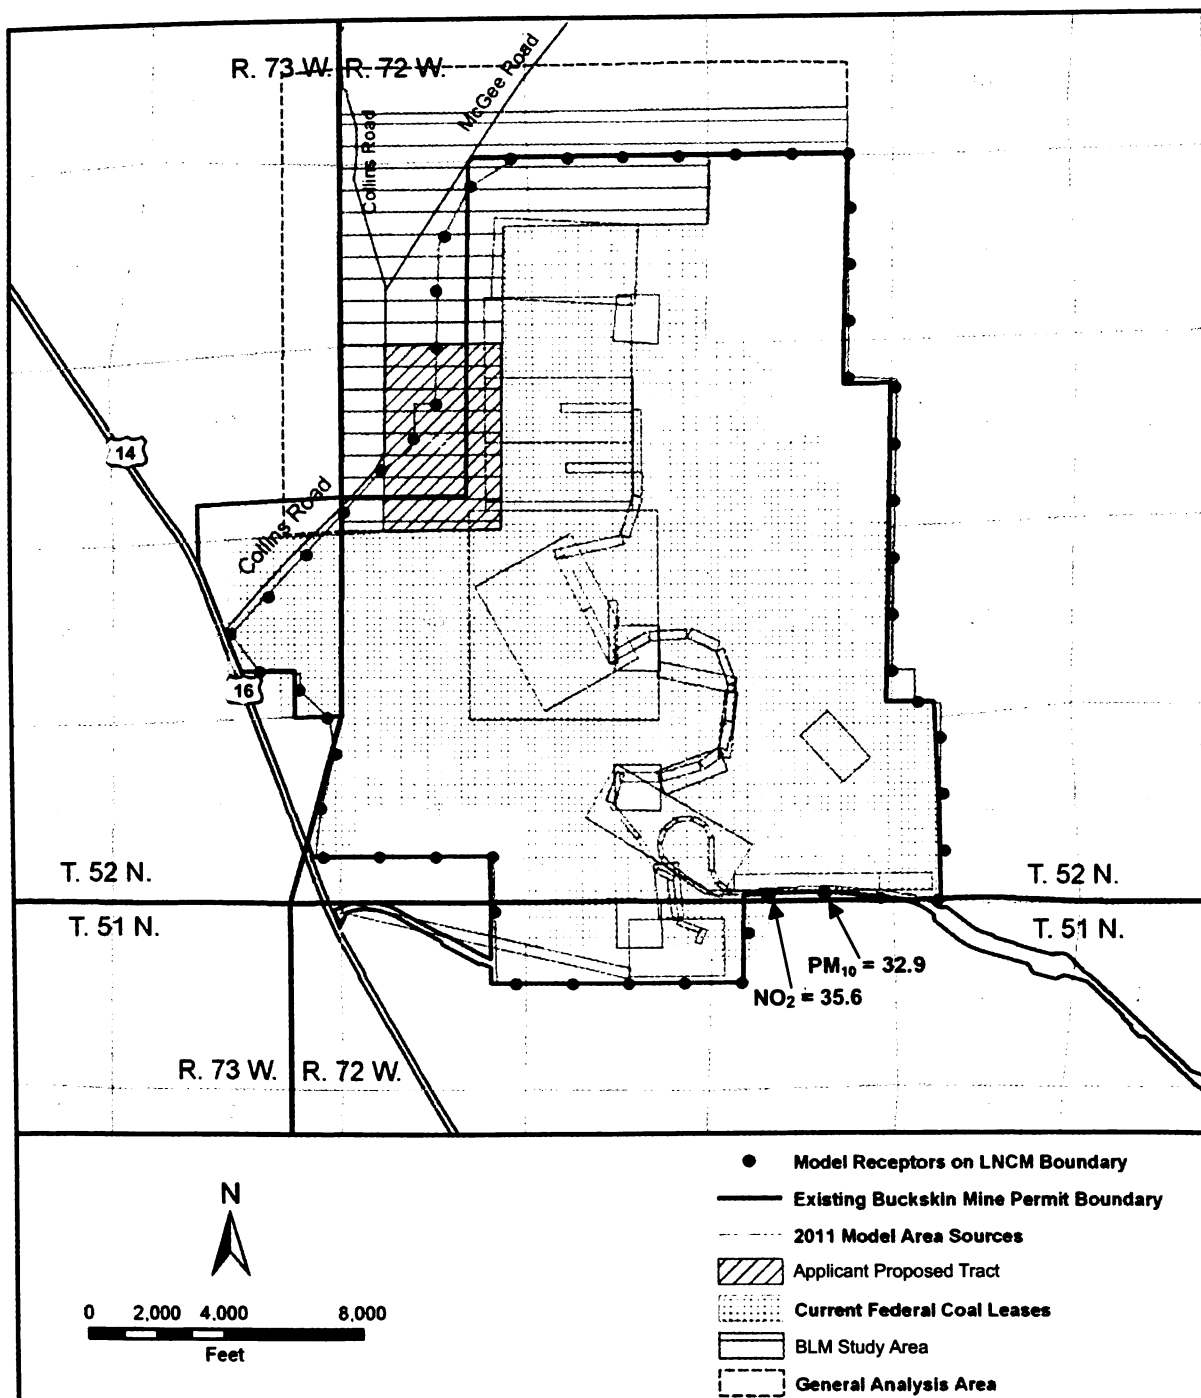 R. 73 W. R. 72 W.
McGee Road
Collins Road
14
Collins Road
16
T. 52 N.
T. 52 N.
T. 51 N.
T. 51 N.
PM10 = 32.9
NO2 = 35.6
R. 73 W. R. 72 W.
N
0 2,000 4,000 8,000
Feet
Model Receptors on LNCM Boundary
Existing Buckskin Mine Permit Boundary
2011 Model Area Sources
Applicant Proposed Tract
Current Federal Coal Leases
BLM Study Area
General Analysis Area